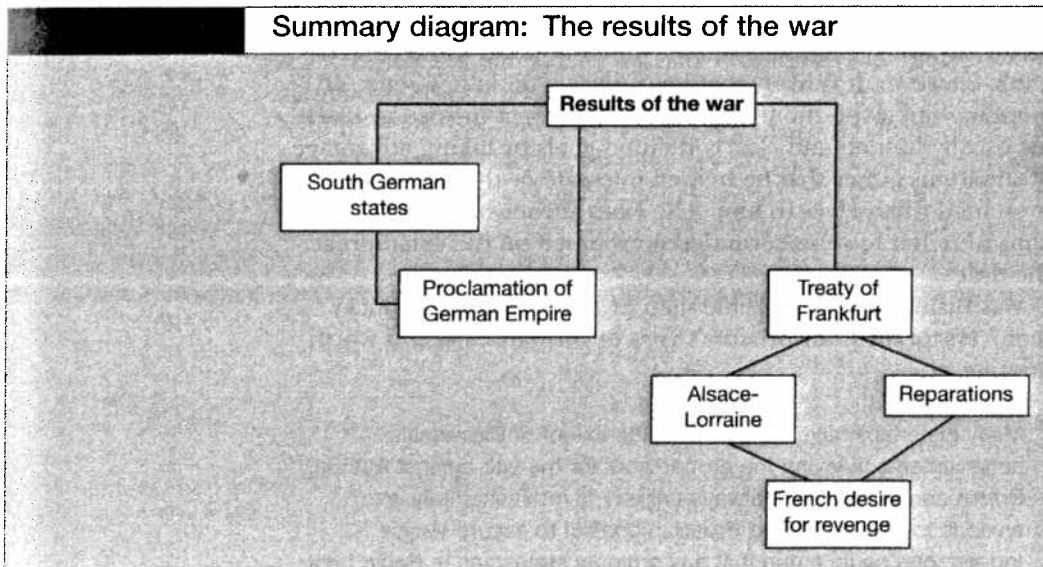 Summary diagram: The results of the war
Results of the war
South German
states
Proclamation of
German Empire
Treaty of
Frankfurt
Alsace-
Lorraine
Reparations
French desire
for revenge